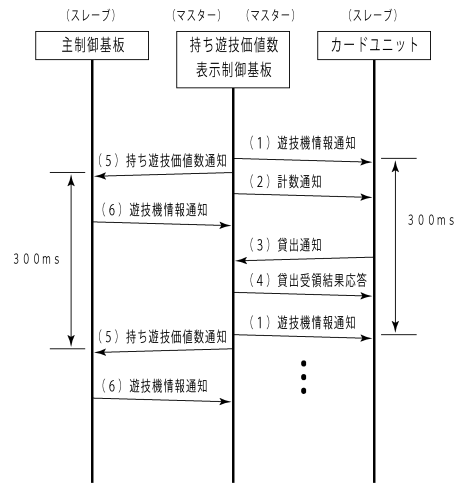 （スレーブ）
（マスター）
（マスター）
（スレーブ）
主制御基板
持ち遊技価値数
表示制御基板
カードユニット
（1）遊技機情報通知
（5）持ち遊技価値数通知
（2）計数通知
（6）遊技機情報通知
300ms
300ms
（3）貸出通知
（4）貸出受領結果応答
（1）遊技機情報通知
（5）持ち遊技価値数通知
（6）遊技機情報通知